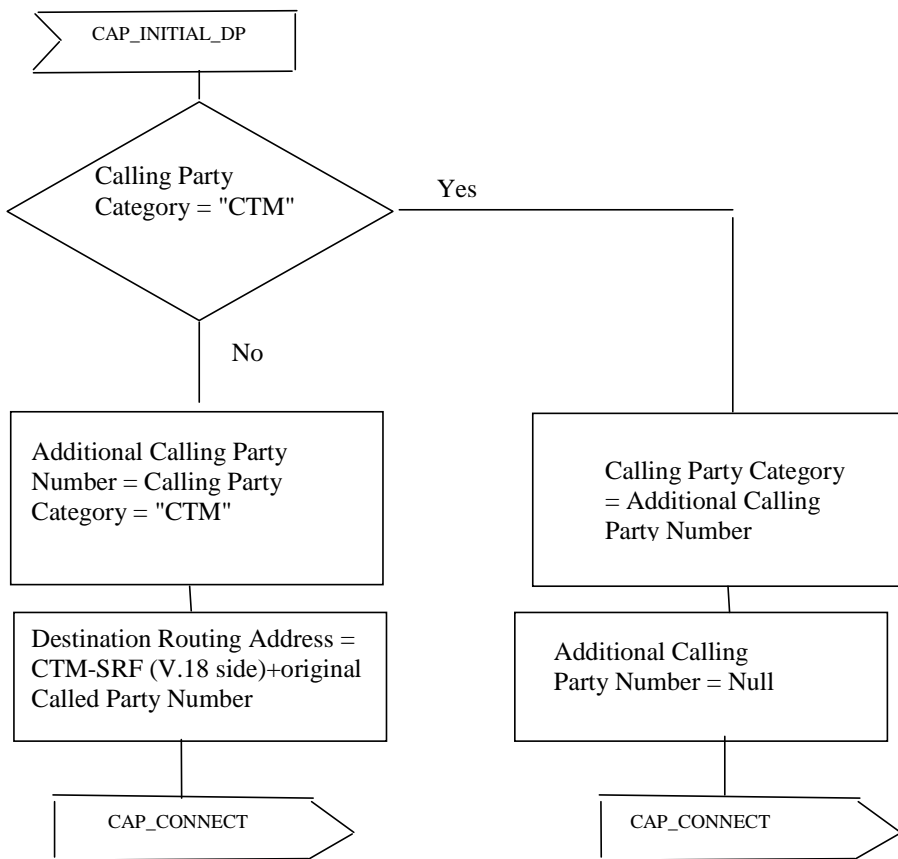 CAP_INITIAL_DP
Calling Party
Category = "CTM"
Yes
No
Additional Calling Party
Number = Calling Party
Category = "CTM"
Calling Party Category
= Additional Calling
Party Number
Destination Routing Address =
CTM-SRF (V.18 side)+original
Called Party Number
Additional Calling
Party Number = Null
CAP_CONNECT
CAP_CONNECT